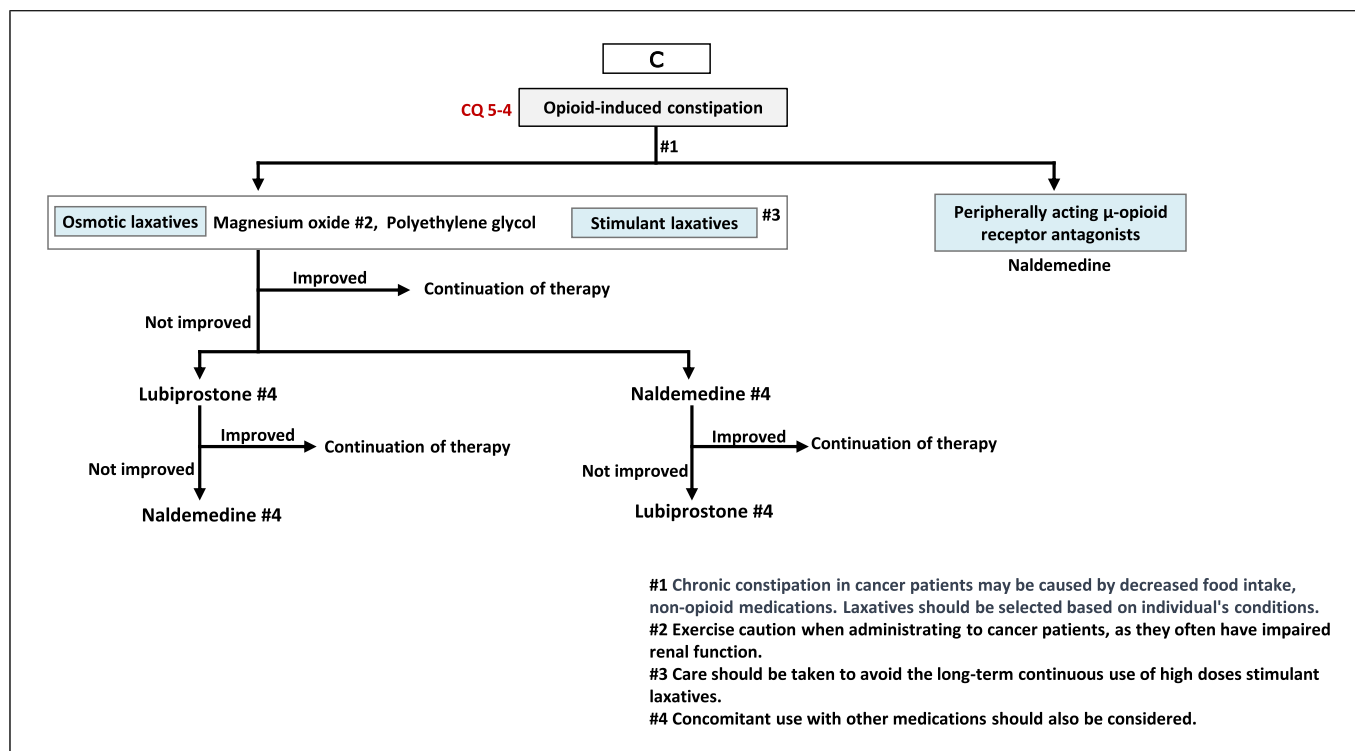 C
CQ 5-4
Opioid-induced constipation
#1
Osmotic laxatives
Magnesium oxide #2, Polyethylene glycol
Stimulant laxatives
#3
Peripherally acting μ-opioid
receptor antagonists
Naldemedine
Improved
Continuation of therapy
Not improved
Lubiprostone #4
Naldemedine #4
Improved
Continuation of therapy
Improved
Continuation of therapy
Not improved
Not improved
Naldemedine #4
Lubiprostone #4
#1 Chronic constipation in cancer patients may be caused by decreased food intake,
non-opioid medications. Laxatives should be selected based on individual's conditions.
#2 Exercise caution when administrating to cancer patients, as they often have impaired
renal function.
#3 Care should be taken to avoid the long-term continuous use of high doses stimulant
laxatives.
#4 Concomitant use with other medications should also be considered.